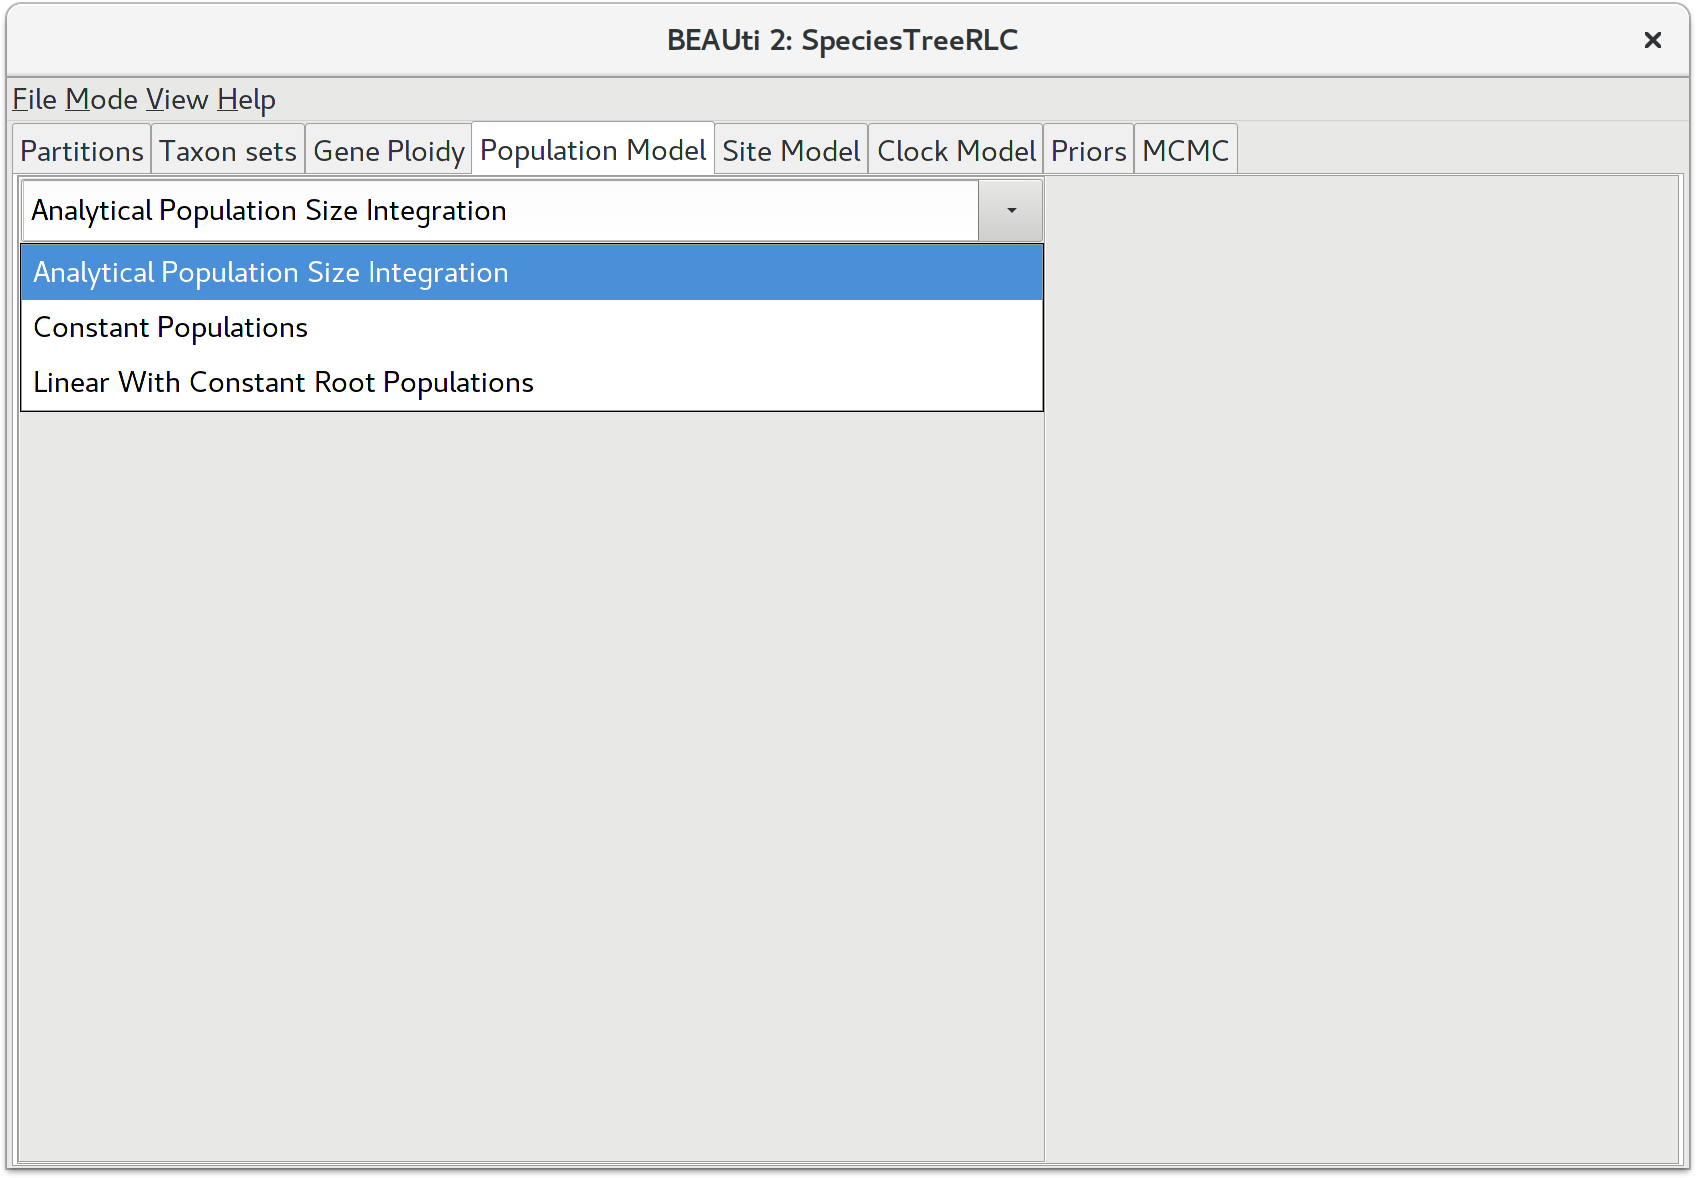 BEAUti 2: SpeciesTreeRLC
File Mode View Help
Partitions Taxon sets Gene Ploidy Population Model Site Model Clock Model Priors MCMC
Analytical Population Size Integration
Analytical Population Size Integration
Constant Populations
Linear With Constant Root Populations